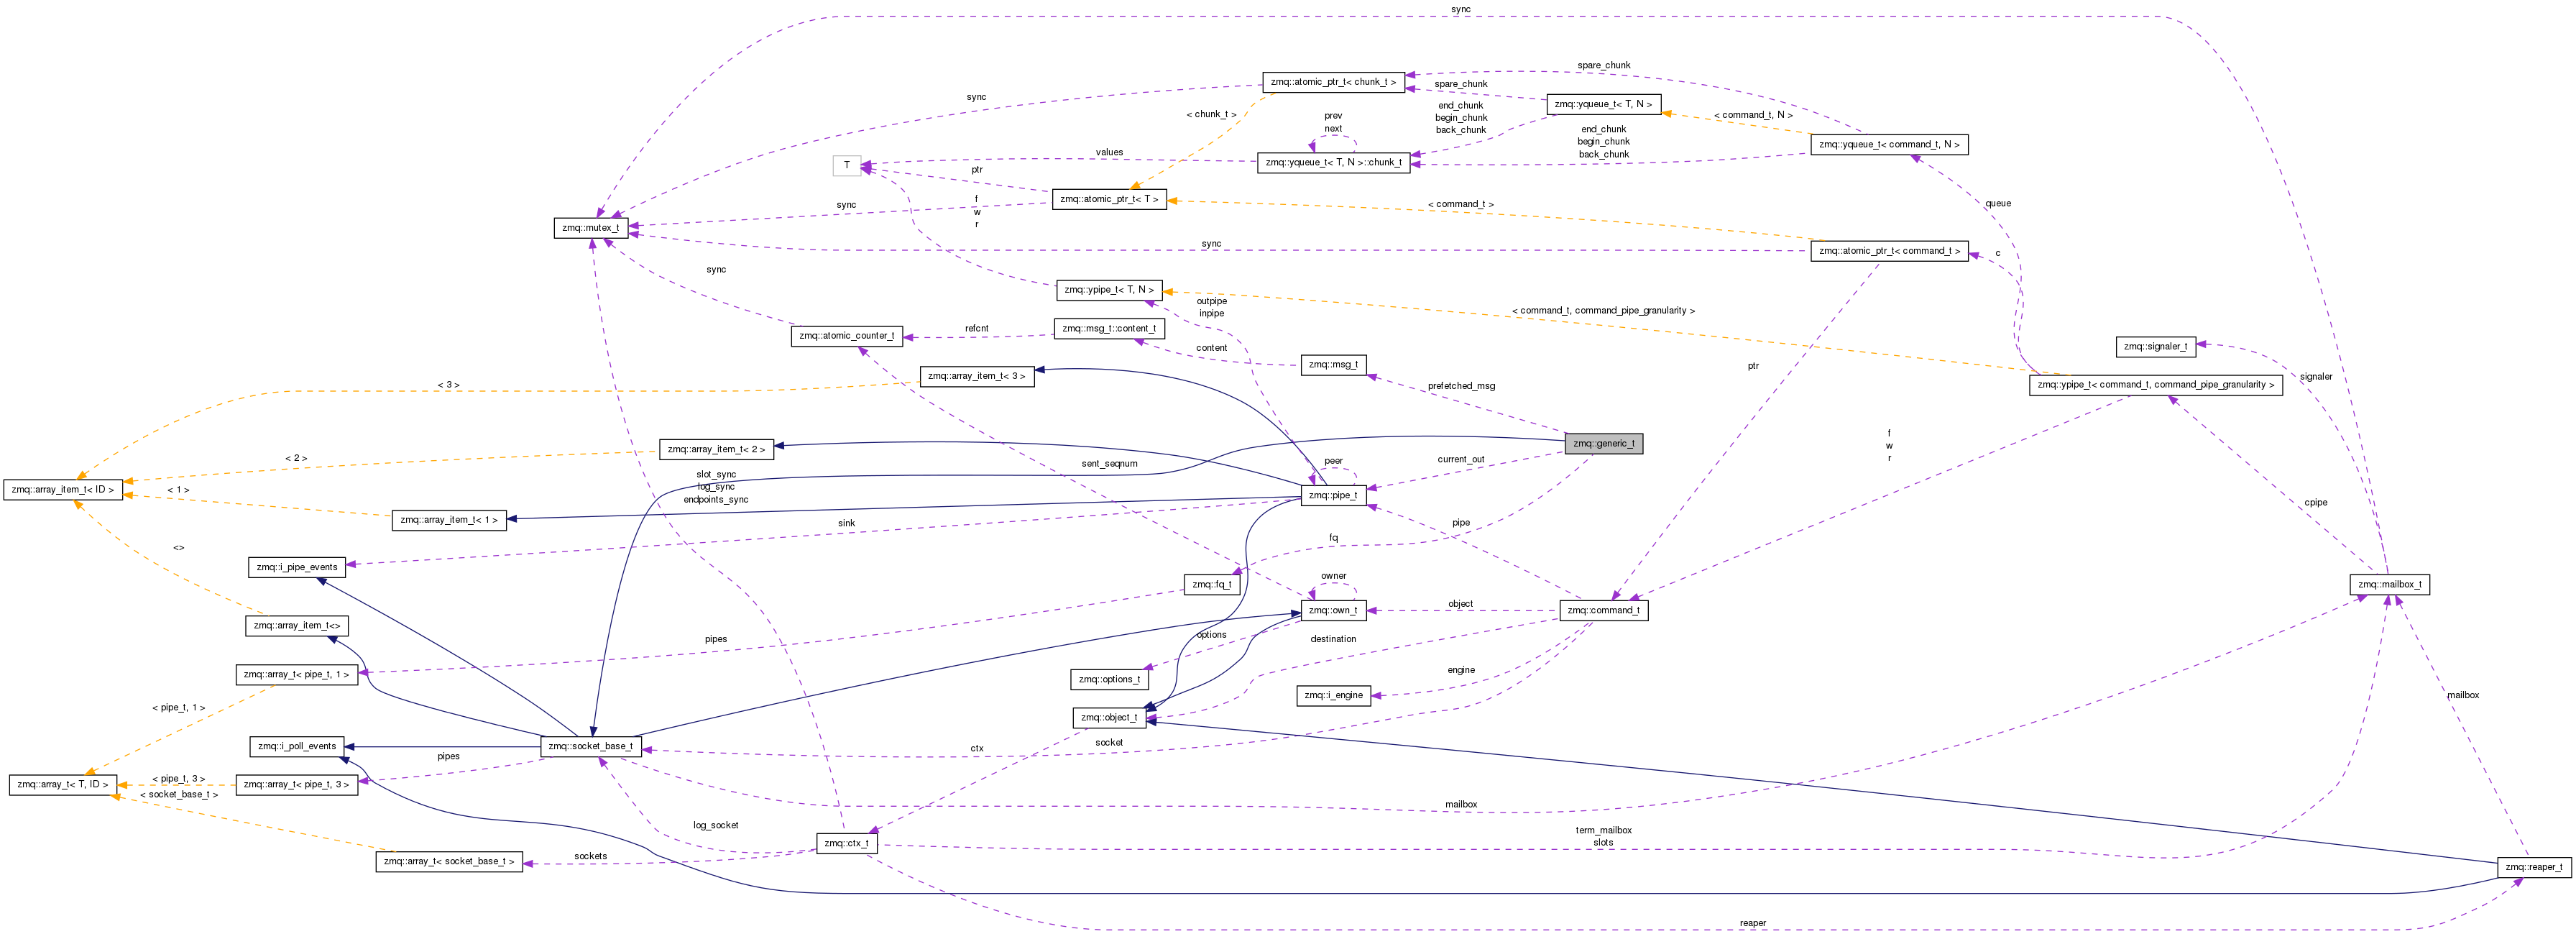 sync
zmq::atomic_ptr_t< chunk_t >
spare_chunk
spare_chunk
sync
< chunk_t >
end_chunk
begin_chunk
back_chunk
zmq::yqueue_t< T, N >
< command_t, N >
prev
next
end_chunk
begin_chunk
back_chunk
zmq::yqueue_t< command_t, N >
T
values
zmq::yqueue_t< T, N >::chunk_t
ptr
zmq::atomic_ptr_t< T >
sync
f
w
r
< command_t >
queue
zmq::mutex_t
sync
zmq::atomic_ptr_t< command_t >
c
sync
zmq::ypipe_t< T, N >
outpipe
inpipe
< command_t, command_pipe_granularity >
zmq::atomic_counter_t
refcnt
zmq::msg_t::content_t
content
zmq::msg_t
ptr
zmq::signaler_t
signaler
< 3 >
zmq::array_item_t< 3 >
prefetched_msg
zmq::ypipe_t< command_t, command_pipe_granularity >
f
w
r
zmq::generic_t
zmq::array_item_t< 2 >
< 2 >
zmq::array_item_t< ID >
< 1 >
slot_sync
log_sync
endpoints_sync
sent_seqnum
peer
current_out
zmq::pipe_t
cpipe
zmq::array_item_t< 1 >
sink
pipe
fq
<>
zmq::i_pipe_events
zmq::fq_t
owner
zmq::own_t
object
zmq::command_t
zmq::mailbox_t
zmq::array_item_t<>
pipes
options
destination
zmq::array_t< pipe_t, 1 >
zmq::options_t
engine
zmq::i_engine
mailbox
< pipe_t, 1 >
zmq::object_t
zmq::i_poll_events
zmq::socket_base_t
ctx
socket
pipes
zmq::array_t< T, ID >
< pipe_t, 3 >
zmq::array_t< pipe_t, 3 >
< socket_base_t >
mailbox
log_socket
term_mailbox
slots
zmq::ctx_t
zmq::array_t< socket_base_t >
sockets
zmq::reaper_t
reaper